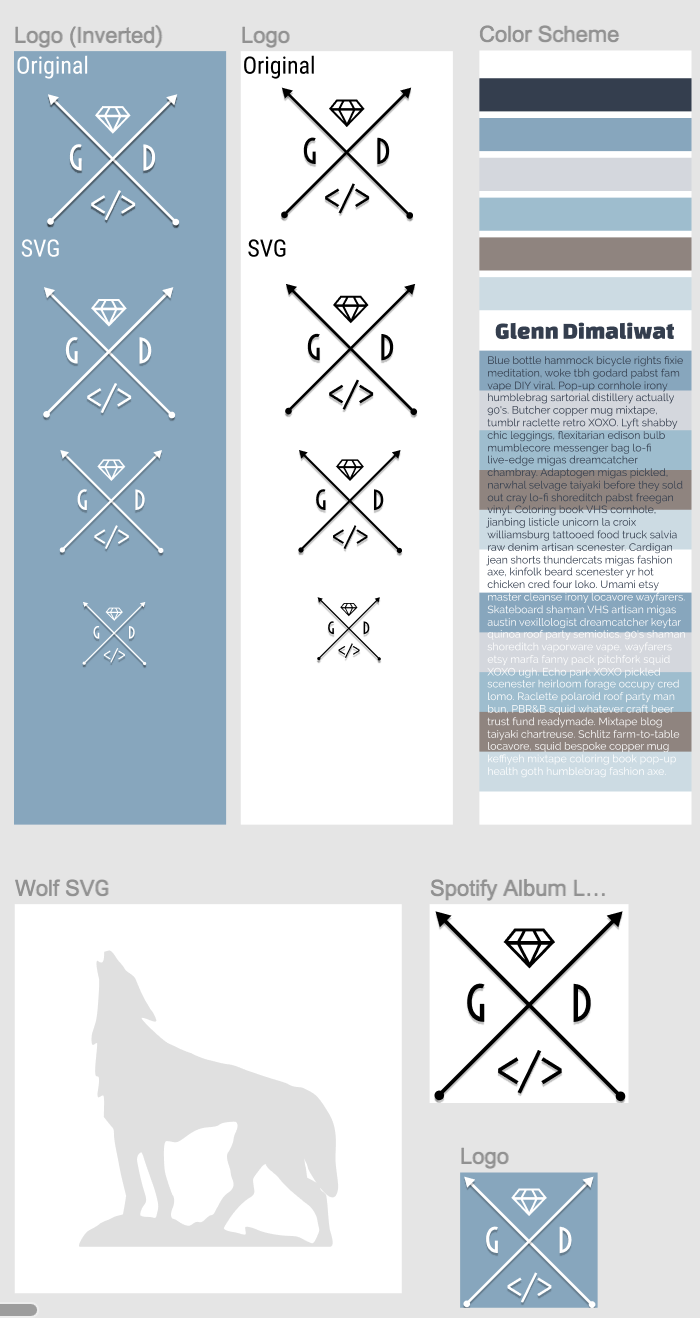 Logo (Inverted)
Original
G D
</>
SVG
G D
</>
G D
</>
G D
</>
Logo
Original
G D
</>
SVG
G D
</>
G D
</>
G D
</>
Color Scheme
Glenn Dimaliwat
Blue bottle hammock bicycle rights fixie
meditation, woke tbh godard pabst fam
vape DIY viral. Pop-up cornhole irony
humblebrag sartorial distillery actually
90's. Butcher copper mug mixtape,
tumblr raclette retro XOXO. Lyft shabby
chic leggings, flexitarian edison bulb
mumblecore messenger bag lo-fi
live-edge migas dreamcatcher
chambray. Adaptogen migas pickled,
narwhal selvage taiyaki before they sold
out cray lo-fi shoreditch pabst freegan
vinyl. Coloring book VHS cornhole,
jianbing listicle unicorn la croix
williamsburg tattooed food truck salvia
raw denim artisan scenester. Cardigan
jean shorts thundercats migas fashion
axe, kinfolk beard scenester yr hot
chicken cred four loko. Umami etsy
master cleanse irony locavore wayfarers.
Skateboard shaman VHS artisan migas
austin vexillologist dreamcatcher keytar
quinoa roof party semiotics. 90's shaman
shoreditch vaporware vape, wayfarers
etsy marfa fanny pack pitchfork squid
XOXO ugh. Echo park XOXO pickled
scenester heirloom forage occupy cred
lomo. Raclette polaroid roof party man
bun, PBR&B squid whatever craft beer
trust fund readymade. Mixtape blog
taiyaki chartreuse. Schlitz farm-to-table
locavore, squid bespoke copper mug
keffiyeh mixtape coloring book pop-up
health goth humblebrag fashion axe.
Wolf SVG
Spotify Album L...
G D
</>
Logo
G D
</>